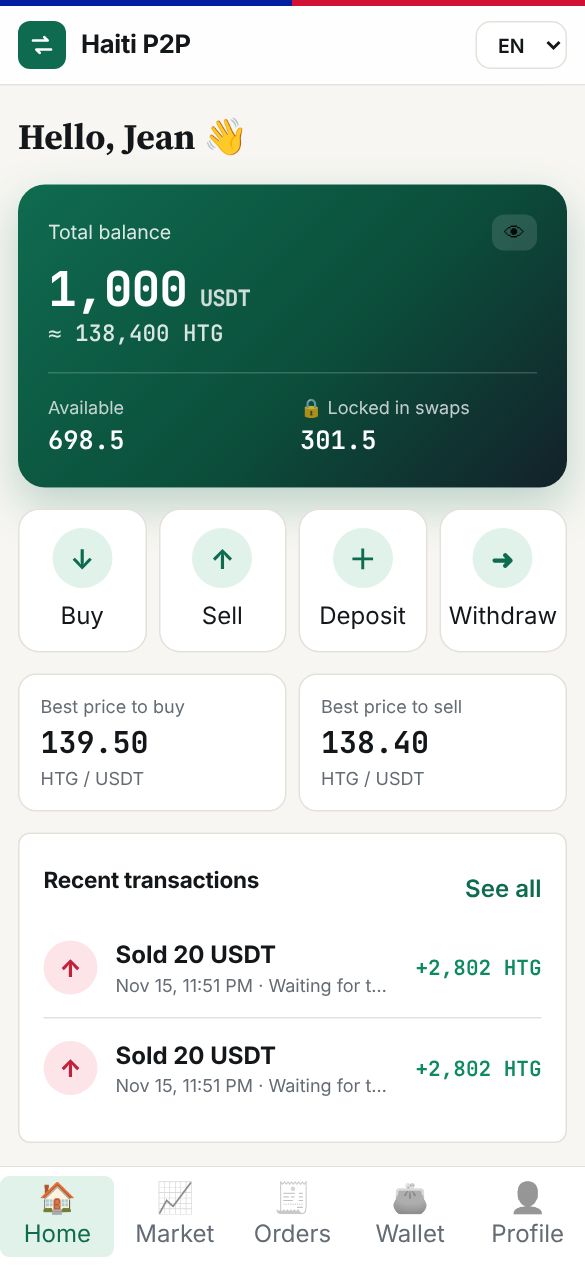 Haiti P2P
EN
Hello, Jean 👋
Total balance
1,000 USDT
≈ 138,400 HTG
Available
🔒 Locked in swaps
698.5
301.5
Buy
Sell
Deposit
Withdraw
Best price to buy
139.50
HTG / USDT
Best price to sell
138.40
HTG / USDT
Recent transactions
See all
Sold 20 USDT
Nov 15, 11:51 PM · Waiting for t...
+2,802 HTG
Sold 20 USDT
Nov 15, 11:51 PM · Waiting for t...
+2,802 HTG
Home
Market
Orders
Wallet
Profile